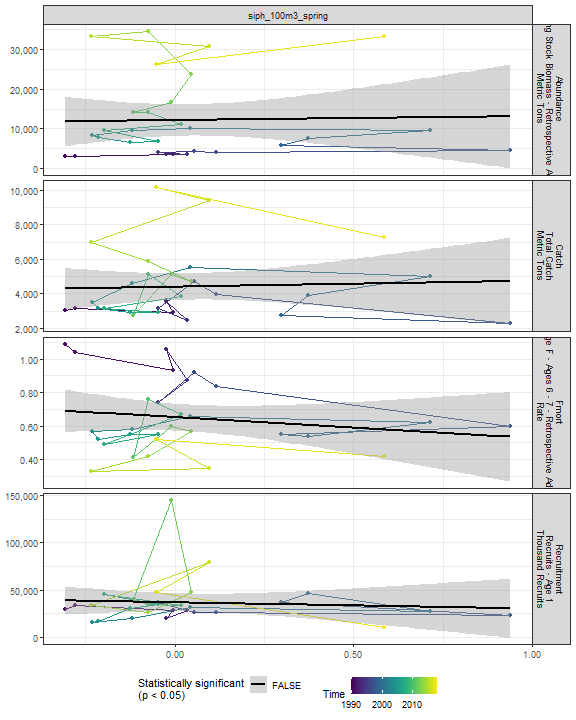 siph_100m3_spring
30,000
20,000
10,000
0
Abundance
Stock Biomass - Retrospective
Metric Tons
10,000
8,000
6,000
4,000
2,000
Catch
Total Catch
Metric Tons
1.00
0.80
0.60
0.40
Fmort
F - Ages 6 - 7 - Retrospective
Rate
150,000
100,000
50,000
0
Recruitment
Recruits - Age 1
Thousand Recruits
0.00
0.50
1.00
Statistically significant
(p < 0.05)
FALSE
Time
1990 2000 2010